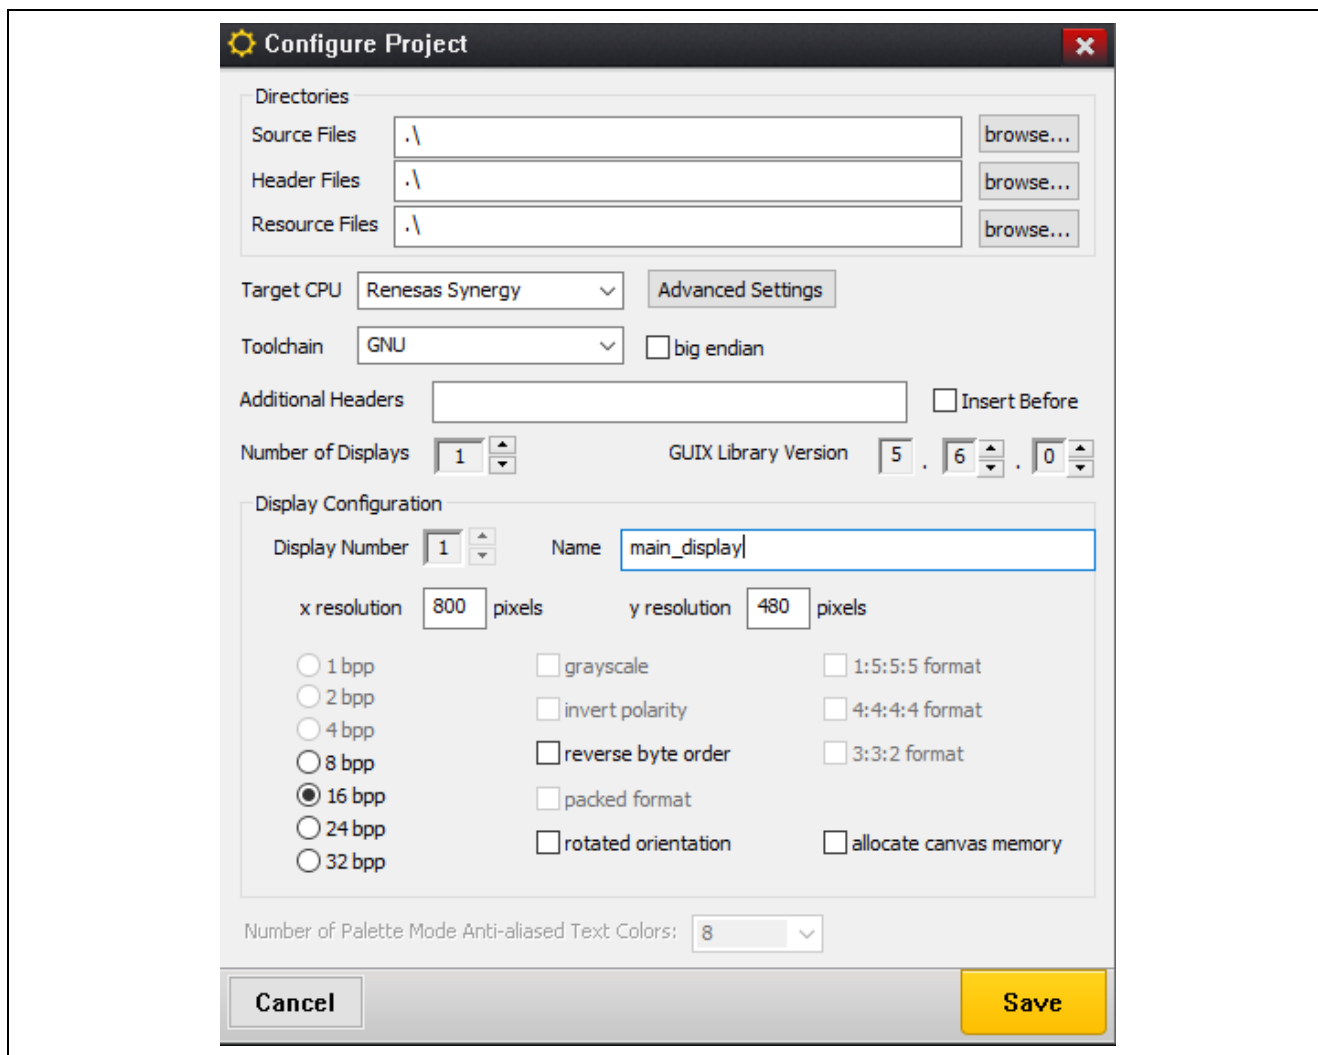 Configure Project
Directories
Source Files .\ browse...
Header Files .\ browse...
Resource Files .\ browse...
Target CPU Renesas Synergy Advanced Settings
Toolchain GNU big endian
Additional Headers Insert Before
Number of Displays 1 GUIX Library Version 5 . 6 . 0
Display Configuration
Display Number 1 Name main_display
x resolution 800 pixels y resolution 480 pixels
1 bpp grayscale 1:5:5:5 format
2 bpp invert polarity 4:4:4:4 format
4 bpp
8 bpp reverse byte order 3:3:2 format
16 bpp packed format
24 bpp rotated orientation allocate canvas memory
32 bpp
Number of Palette Mode Anti-aliased Text Colors: 8
Cancel Save